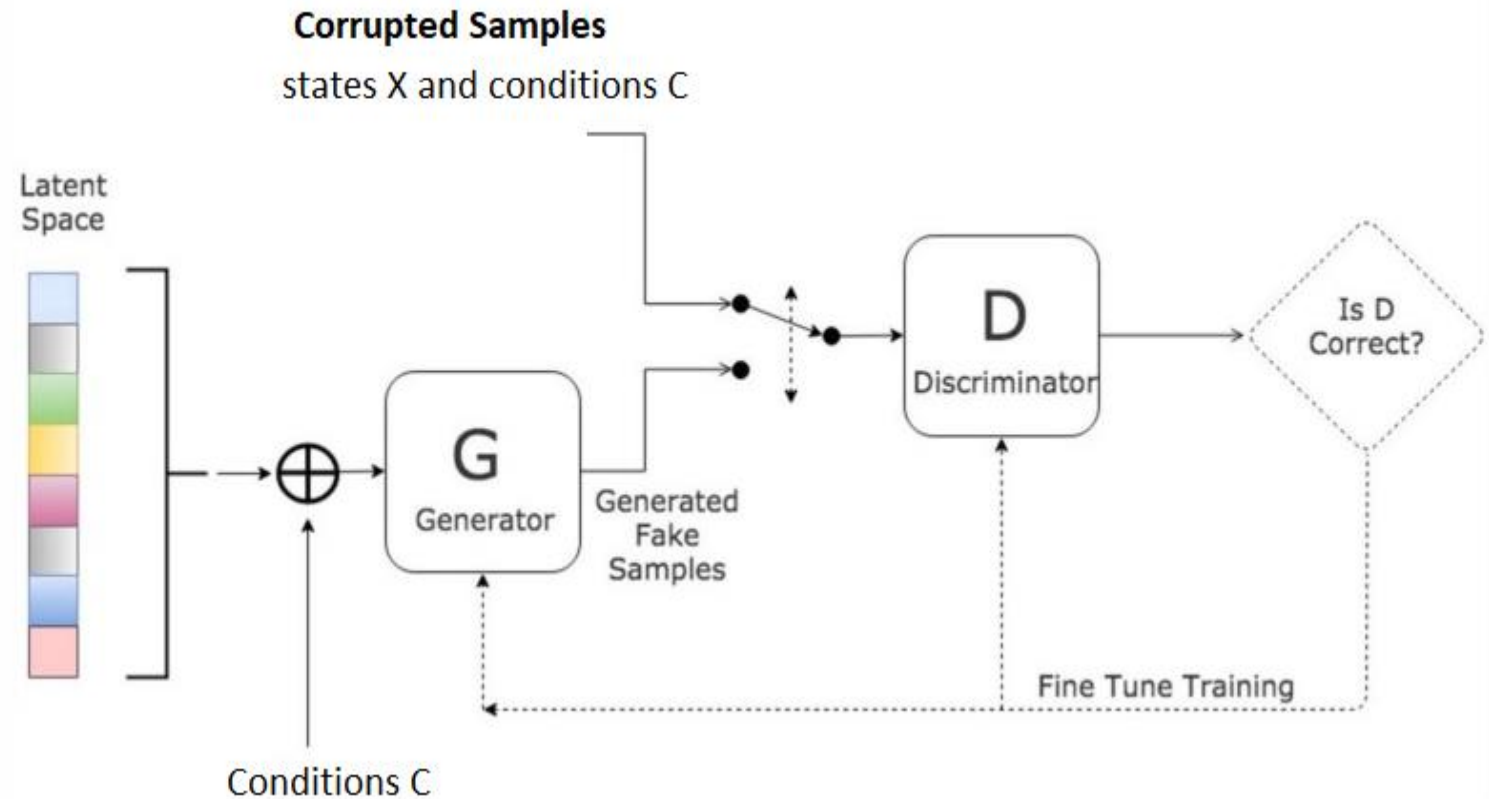 Corrupted Samples
states X and conditions C
Latent
Space
D
Discriminator
Is D
Correct?
G
Generator
Generated
Fake
Samples
Fine Tune Training
Conditions C